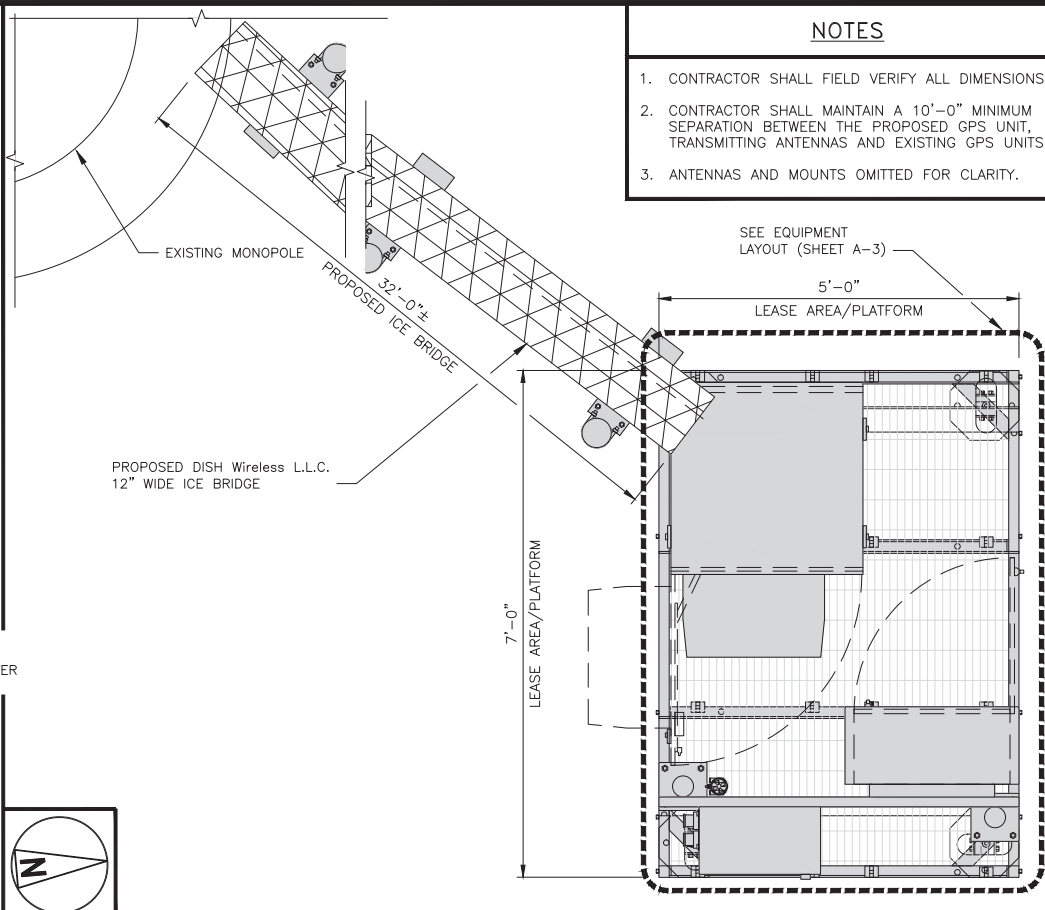 NOTES
1. CONTRACTOR SHALL FIELD VERIFY ALL DIMENSIONS
2. CONTRACTOR SHALL MAINTAIN A 10'-0" MINIMUM
SEPARATION BETWEEN THE PROPOSED GPS UNIT,
TRANSMITTING ANTENNAS AND EXISTING GPS UNITS
3. ANTENNAS AND MOUNTS OMITTED FOR CLARITY.
SEE EQUIPMENT
LAYOUT (SHEET A-3)
EXISTING MONOPOLE
5'-0"
LEASE AREA/PLATFORM
32'-0"±
PROPOSED ICE BRIDGE
PROPOSED DISH Wireless L.L.C.
12" WIDE ICE BRIDGE
7'-0"
LEASE AREA/PLATFORM
ER
N